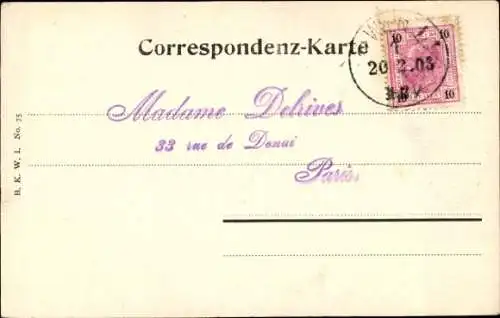 Correspondenz-Karte
10 10
20 2.03
10 10
Madame Delrives
33 rue de Douai
Paris
B. K. W. I. No. 75